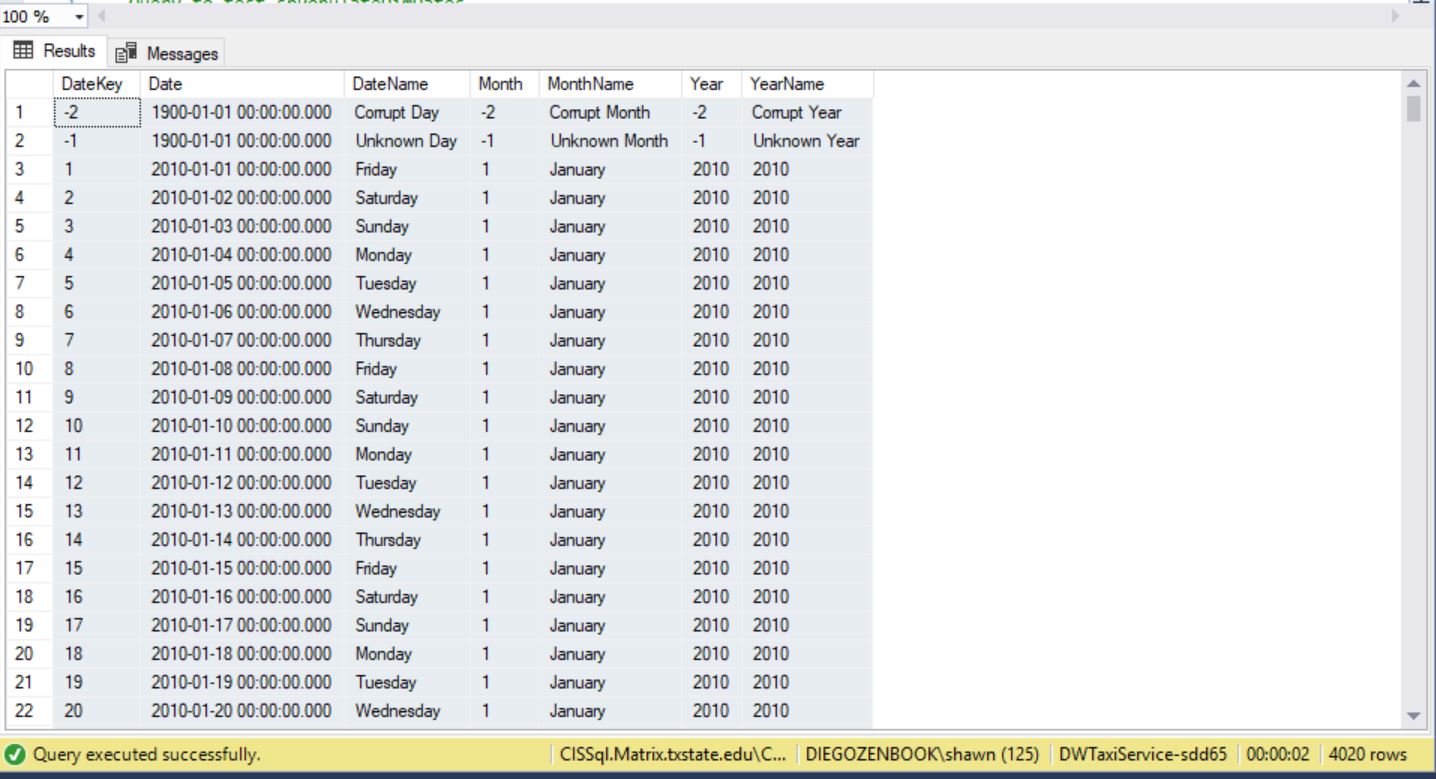 100 %
Results Messages
DateKey Date DateName Month MonthName Year YearName
1 -2 1900-01-01 00:00:00.000 Corrupt Day -2 Corrupt Month -2 Corrupt Year
2 -1 1900-01-01 00:00:00.000 Unknown Day -1 Unknown Month -1 Unknown Year
3 1 2010-01-01 00:00:00.000 Friday 1 January 2010 2010
4 2 2010-01-02 00:00:00.000 Saturday 1 January 2010 2010
5 3 2010-01-03 00:00:00.000 Sunday 1 January 2010 2010
6 4 2010-01-04 00:00:00.000 Monday 1 January 2010 2010
7 5 2010-01-05 00:00:00.000 Tuesday 1 January 2010 2010
8 6 2010-01-06 00:00:00.000 Wednesday 1 January 2010 2010
9 7 2010-01-07 00:00:00.000 Thursday 1 January 2010 2010
10 8 2010-01-08 00:00:00.000 Friday 1 January 2010 2010
11 9 2010-01-09 00:00:00.000 Saturday 1 January 2010 2010
12 10 2010-01-10 00:00:00.000 Sunday 1 January 2010 2010
13 11 2010-01-11 00:00:00.000 Monday 1 January 2010 2010
14 12 2010-01-12 00:00:00.000 Tuesday 1 January 2010 2010
15 13 2010-01-13 00:00:00.000 Wednesday 1 January 2010 2010
16 14 2010-01-14 00:00:00.000 Thursday 1 January 2010 2010
17 15 2010-01-15 00:00:00.000 Friday 1 January 2010 2010
18 16 2010-01-16 00:00:00.000 Saturday 1 January 2010 2010
19 17 2010-01-17 00:00:00.000 Sunday 1 January 2010 2010
20 18 2010-01-18 00:00:00.000 Monday 1 January 2010 2010
21 19 2010-01-19 00:00:00.000 Tuesday 1 January 2010 2010
22 20 2010-01-20 00:00:00.000 Wednesday 1 January 2010 2010
Query executed successfully. CISSql.Matrix.txstate.edu\C... DIEGOZENBOOK\shawn (125) DWTaxiService-sdd65 00:00:02 4020 rows